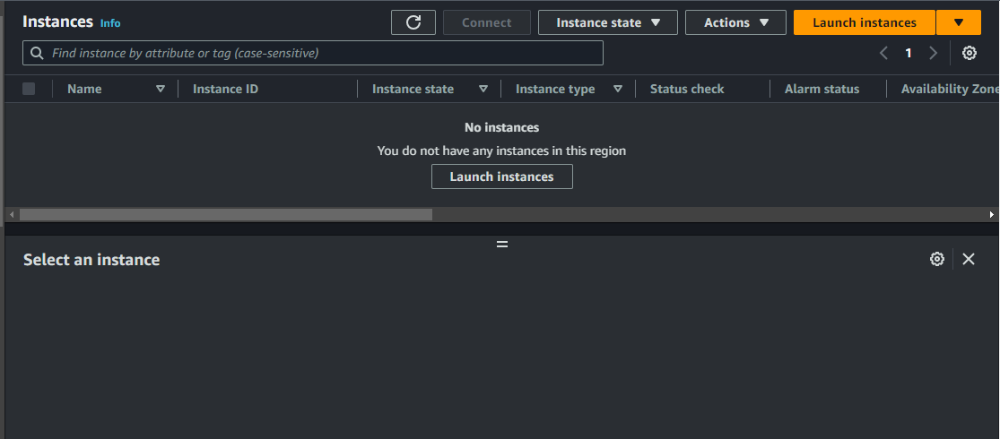 Instances Info
Connect Instance state Actions Launch instances
Find instance by attribute or tag (case-sensitive) 1
Name Instance ID Instance state Instance type Status check Alarm status Availability Zone
No instances
You do not have any instances in this region
Launch instances
Select an instance